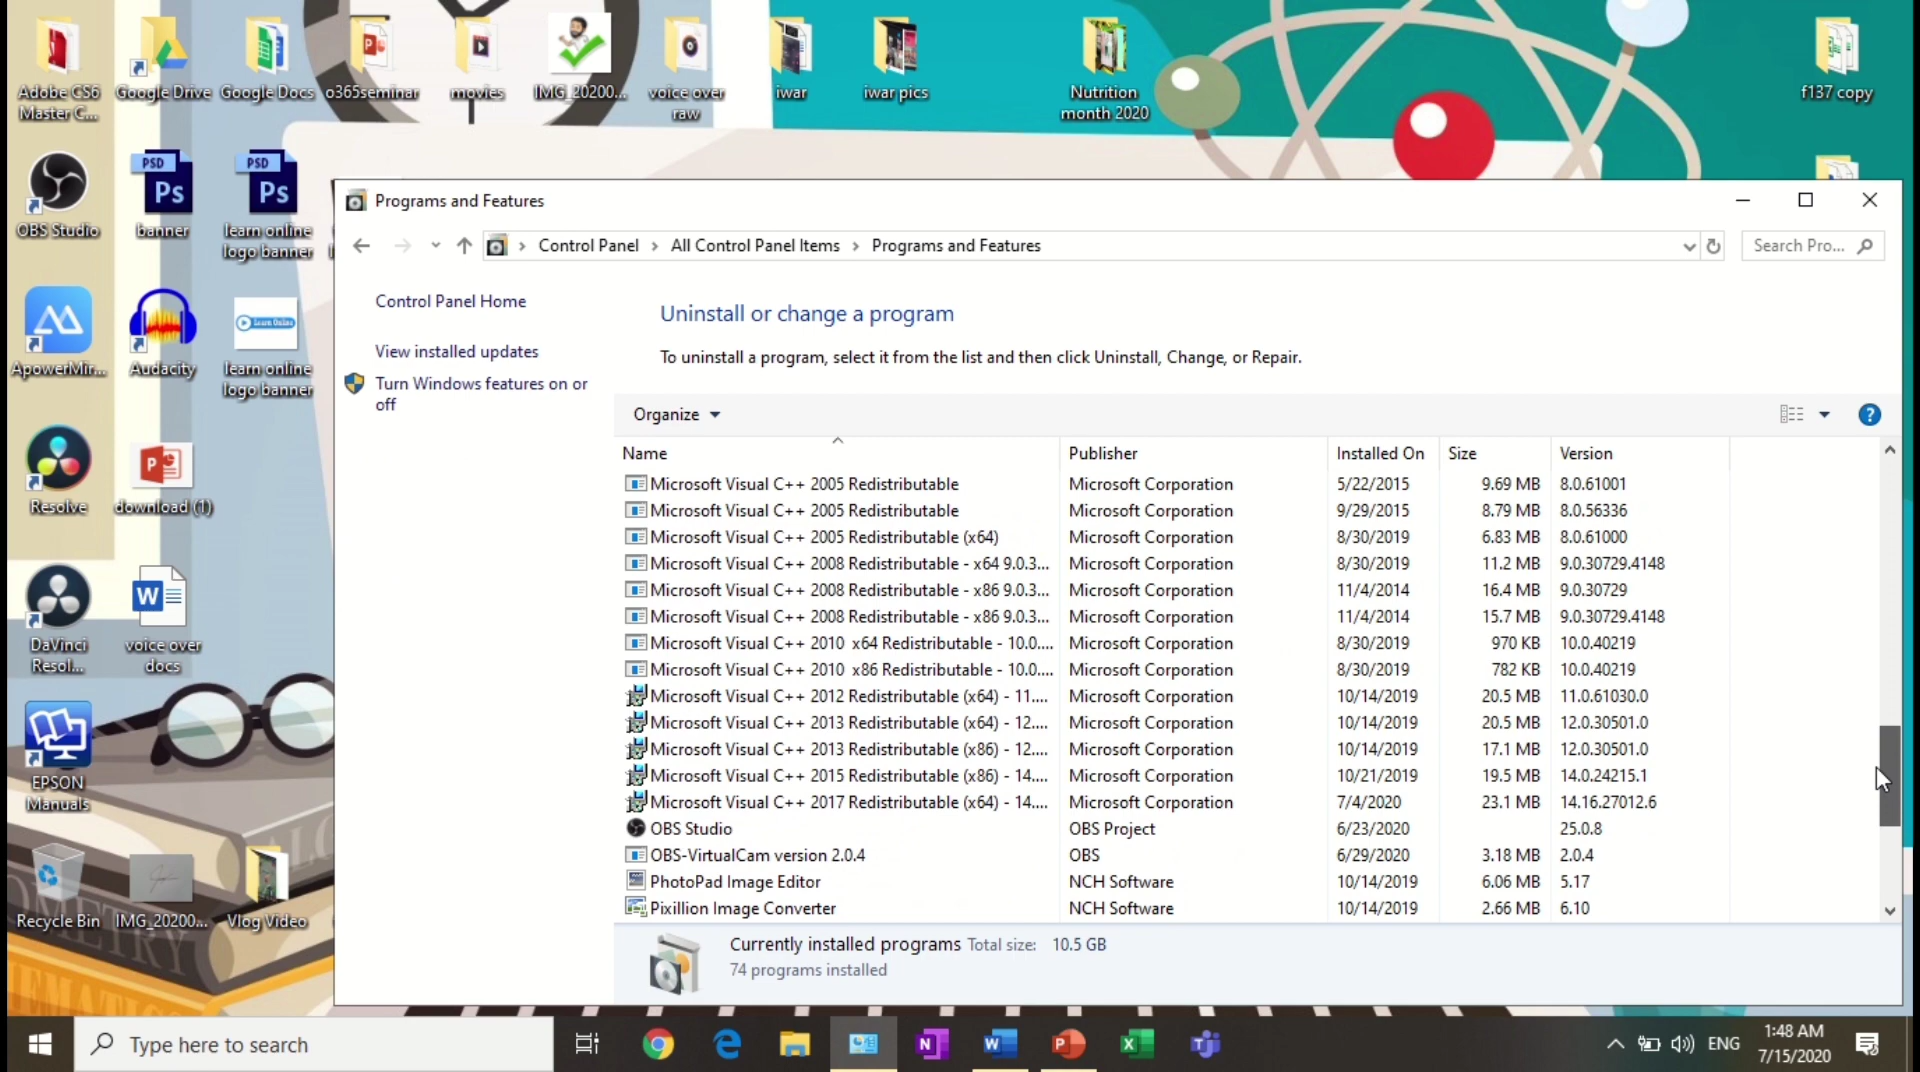 Adobe CS6
Master C...
Google Drive
Google Docs
o365seminar
movies
IMG_20200...
voice over
raw
iwar
iwar pics
Nutrition
month 2020
f137 copy
OBS Studio
PSD
Ps
banner
PSD
Ps
learn online
logo banner
ApowerMir...
Audacity
Learn Online
learn online
logo banner
Resolve
download (1)
DaVinci
Resol...
voice over
docs
EPSON
Manuals
Recycle Bin
IMG_20200...
Vlog Video
Programs and Features
Control Panel
All Control Panel Items
Programs and Features
Search Pro...
Control Panel Home
View installed updates
Turn Windows features on or
off
Uninstall or change a program
To uninstall a program, select it from the list and then click Uninstall, Change, or Repair.
Organize
Name Publisher Installed On Size Version
Microsoft Visual C++ 2005 Redistributable Microsoft Corporation 5/22/2015 9.69 MB 8.0.61001
Microsoft Visual C++ 2005 Redistributable Microsoft Corporation 9/29/2015 8.79 MB 8.0.56336
Microsoft Visual C++ 2005 Redistributable (x64) Microsoft Corporation 8/30/2019 6.83 MB 8.0.61000
Microsoft Visual C++ 2008 Redistributable - x64 9.0.3... Microsoft Corporation 8/30/2019 11.2 MB 9.0.30729.4148
Microsoft Visual C++ 2008 Redistributable - x86 9.0.3... Microsoft Corporation 11/4/2014 16.4 MB 9.0.30729
Microsoft Visual C++ 2008 Redistributable - x86 9.0.3... Microsoft Corporation 11/4/2014 15.7 MB 9.0.30729.4148
Microsoft Visual C++ 2010 x64 Redistributable - 10.0.... Microsoft Corporation 8/30/2019 970 KB 10.0.40219
Microsoft Visual C++ 2010 x86 Redistributable - 10.0.... Microsoft Corporation 8/30/2019 782 KB 10.0.40219
Microsoft Visual C++ 2012 Redistributable (x64) - 11.... Microsoft Corporation 10/14/2019 20.5 MB 11.0.61030.0
Microsoft Visual C++ 2013 Redistributable (x64) - 12.... Microsoft Corporation 10/14/2019 20.5 MB 12.0.30501.0
Microsoft Visual C++ 2013 Redistributable (x86) - 12.... Microsoft Corporation 10/14/2019 17.1 MB 12.0.30501.0
Microsoft Visual C++ 2015 Redistributable (x86) - 14.... Microsoft Corporation 10/21/2019 19.5 MB 14.0.24215.1
Microsoft Visual C++ 2017 Redistributable (x64) - 14.... Microsoft Corporation 7/4/2020 23.1 MB 14.16.27012.6
OBS Studio OBS Project 6/23/2020 25.0.8
OBS-VirtualCam version 2.0.4 OBS 6/29/2020 3.18 MB 2.0.4
PhotoPad Image Editor NCH Software 10/14/2019 6.06 MB 5.17
Pixillion Image Converter NCH Software 10/14/2019 2.66 MB 6.10
Currently installed programs Total size: 10.5 GB
74 programs installed
Type here to search
ENG
1:48 AM
7/15/2020